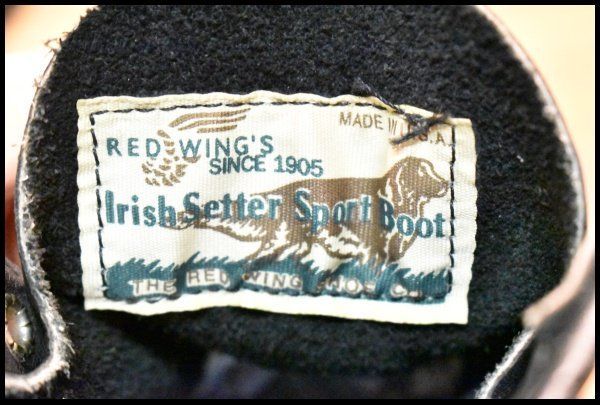 MADE IN U.S.A.
RED WING'S
SINCE 1905
Irish Setter Sport Boot
THE RED WING SHOE CO.